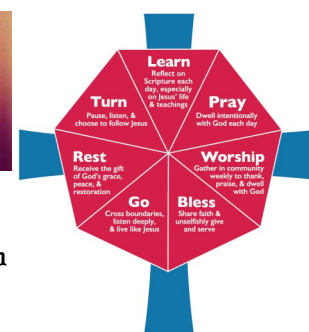 Learn
Reflect on
Scripture each
day, especially
on Jesus' life
& teachings
Turn
Pause, listen, &
choose to follow Jesus
Pray
Dwell intentionally
with God each day
Rest
Receive the gift
of God's grace,
peace, &
restoration
Worship
Gather in community
weekly to thank,
praise, & dwell
with God
Go
Cross boundaries,
listen deeply,
& live like Jesus
Bless
Share faith &
unselfishly give
and serve